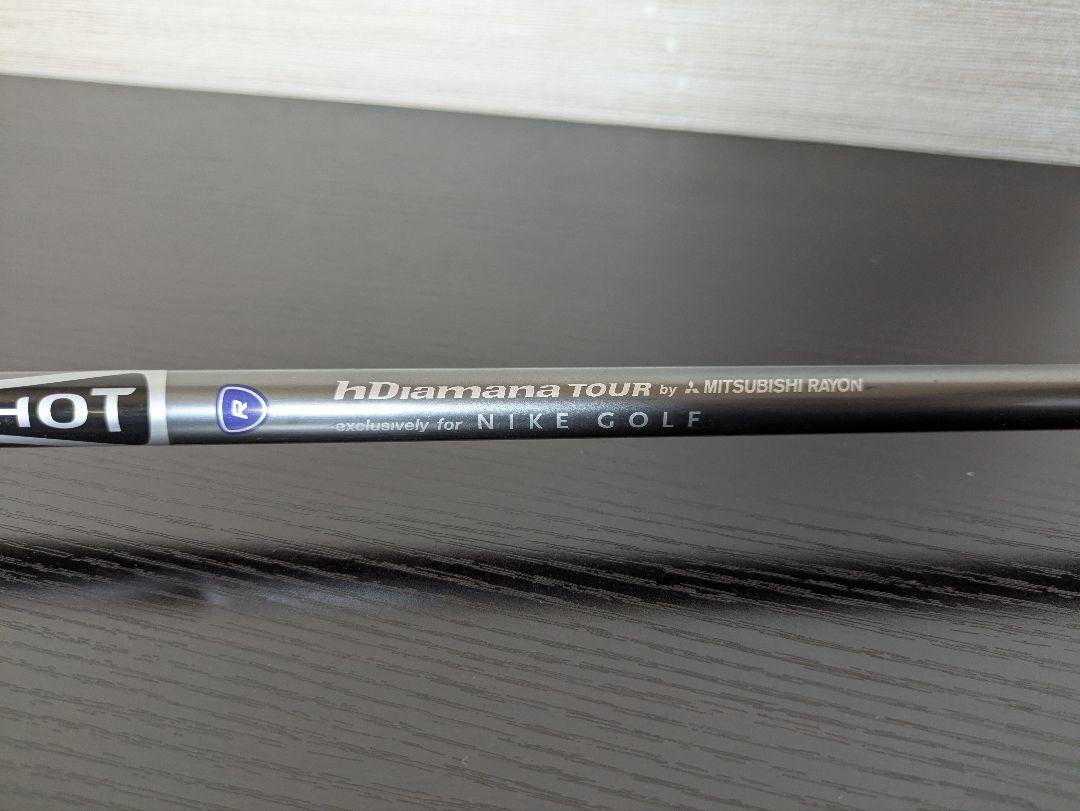 HOT
R
hDiamana TOUR by MITSUBISHI RAYON
exclusively for NIKE GOLF